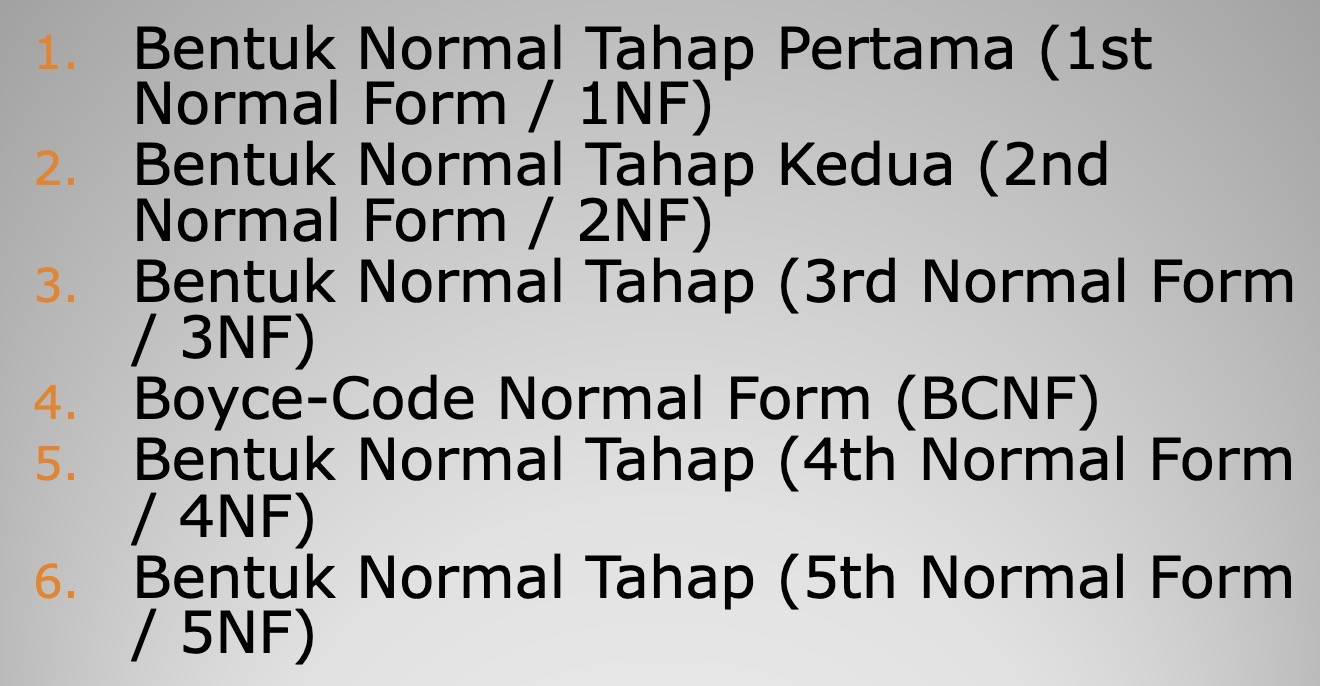 1. Bentuk Normal Tahap Pertama (1st
Normal Form / 1NF)
2. Bentuk Normal Tahap Kedua (2nd
Normal Form / 2NF)
3. Bentuk Normal Tahap (3rd Normal Form
/ 3NF)
4. Boyce-Code Normal Form (BCNF)
5. Bentuk Normal Tahap (4th Normal Form
/ 4NF)
6. Bentuk Normal Tahap (5th Normal Form
/ 5NF)